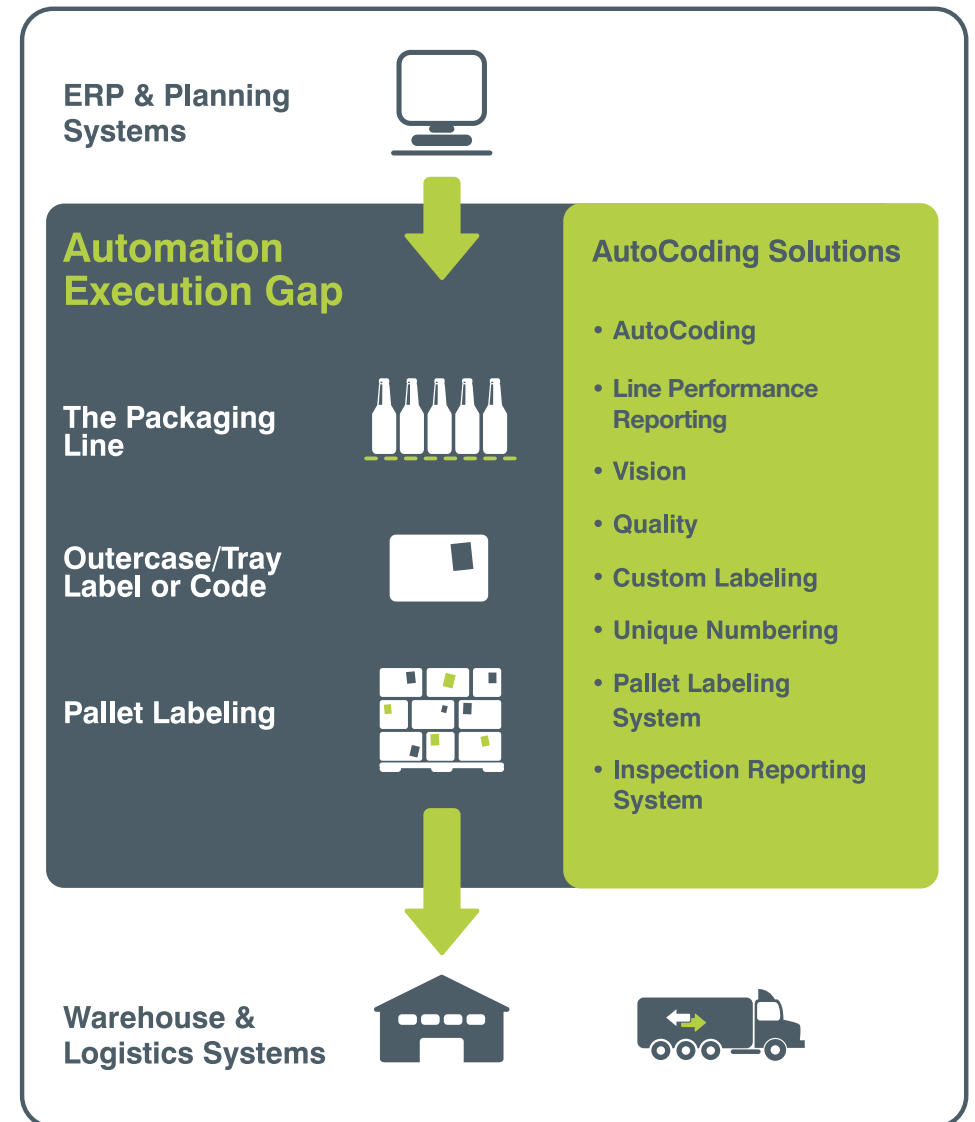 ERP & Planning
Systems
Automation
Execution Gap
The Packaging
Line
Outercase/Tray
Label or Code
Pallet Labeling
AutoCoding Solutions
• AutoCoding
• Line Performance
Reporting
• Vision
• Quality
• Custom Labeling
• Unique Numbering
• Pallet Labeling
System
• Inspection Reporting
System
Warehouse &
Logistics Systems